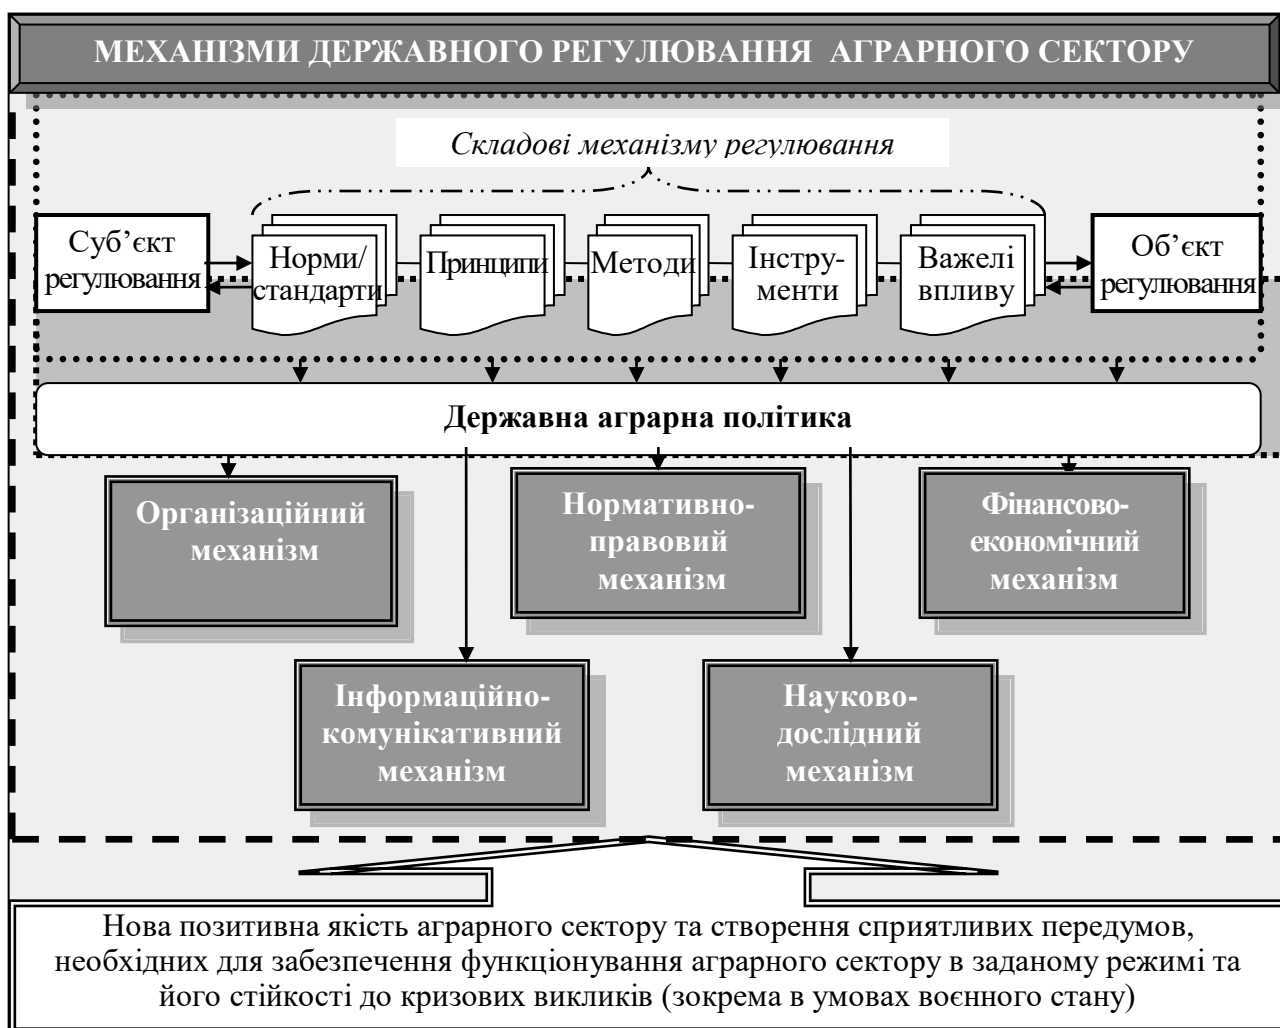 МЕХАНІЗМИ ДЕРЖАВНОГО РЕГУЛЮВАННЯ АГРАРНОГО СЕКТОРУ
Складові механізму регулювання
Суб’єкт
регулювання
Норми/
стандарти
Принципи
Методи
Інстру-
менти
Важелі
впливу
Об’єкт
регулювання
Державна аграрна політика
Організаційний
механізм
Нормативно-
правовий
механізм
Фінансово-
економічний
механізм
Інформаційно-
комунікативний
механізм
Науково-
дослідний
механізм
Нова позитивна якість аграрного сектору та створення сприятливих передумов,
необхідних для забезпечення функціонування аграрного сектору в заданому режимі та
його стійкості до кризових викликів (зокрема в умовах воєнного стану)